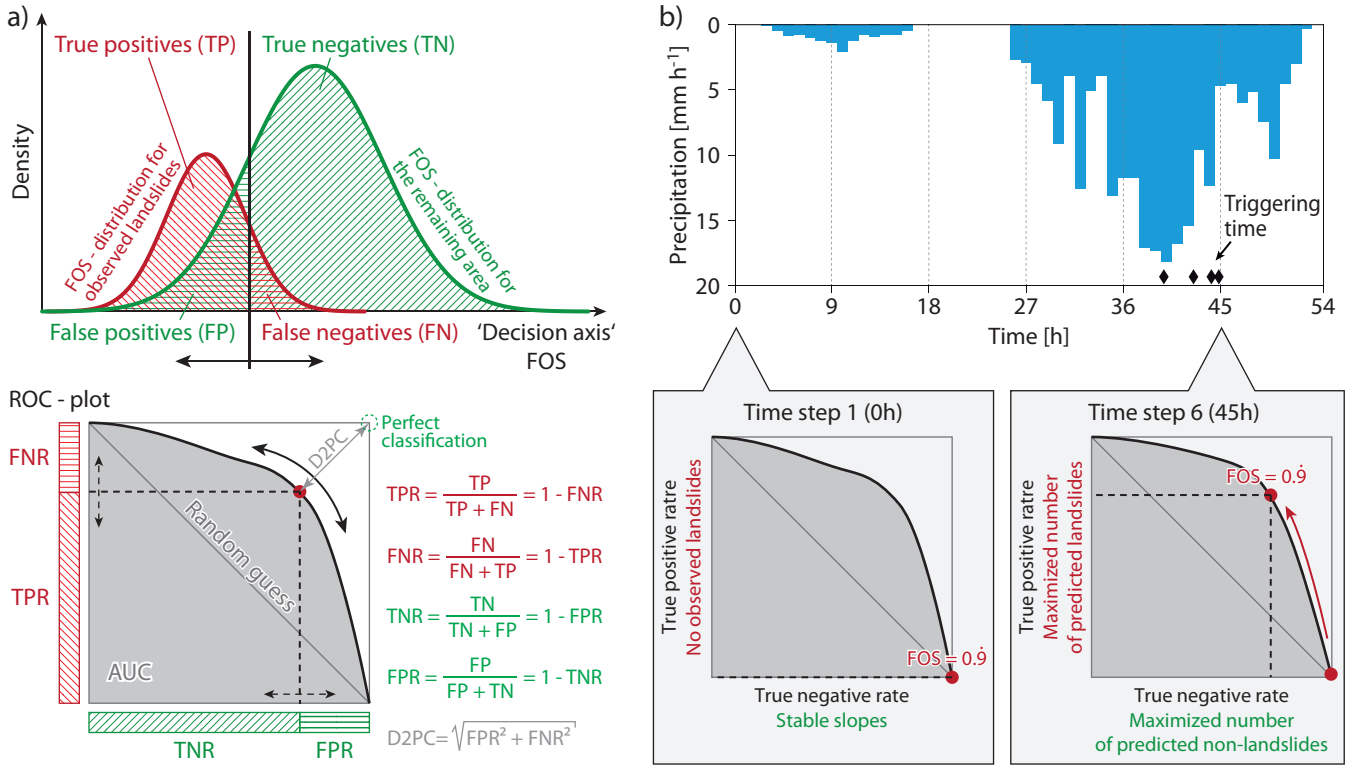 a)
True positives (TP)
True negatives (TN)
Density
FOS - distribution for
observed landslides
FOS - distribution for
the remaining area
False positives (FP)
False negatives (FN)
‘Decision axis‘
FOS
ROC - plot
FNR
TPR
Perfect
classification
D2PC
Random guess
AUC
TNR
FPR
TPR = TP / TP + FN = 1 - FNR
FNR = FN / FN + TP = 1 - TPR
TNR = TN / TN + FP = 1 - FPR
FPR = FP / FP + TN = 1 - TNR
D2PC= √FPR² + FNR²
b)
Precipitation [mm h⁻¹]
0
5
10
15
20
Triggering
time
0 9 18 27 36 45 54
Time [h]
Time step 1 (0h)
True positive ratre
No observed landslides
FOS = 0.9̇
True negative rate
Stable slopes
Time step 6 (45h)
True positive ratre
Maximized number
of predicted landslides
FOS = 0.9̇
True negative rate
Maximized number
of predicted non-landslides